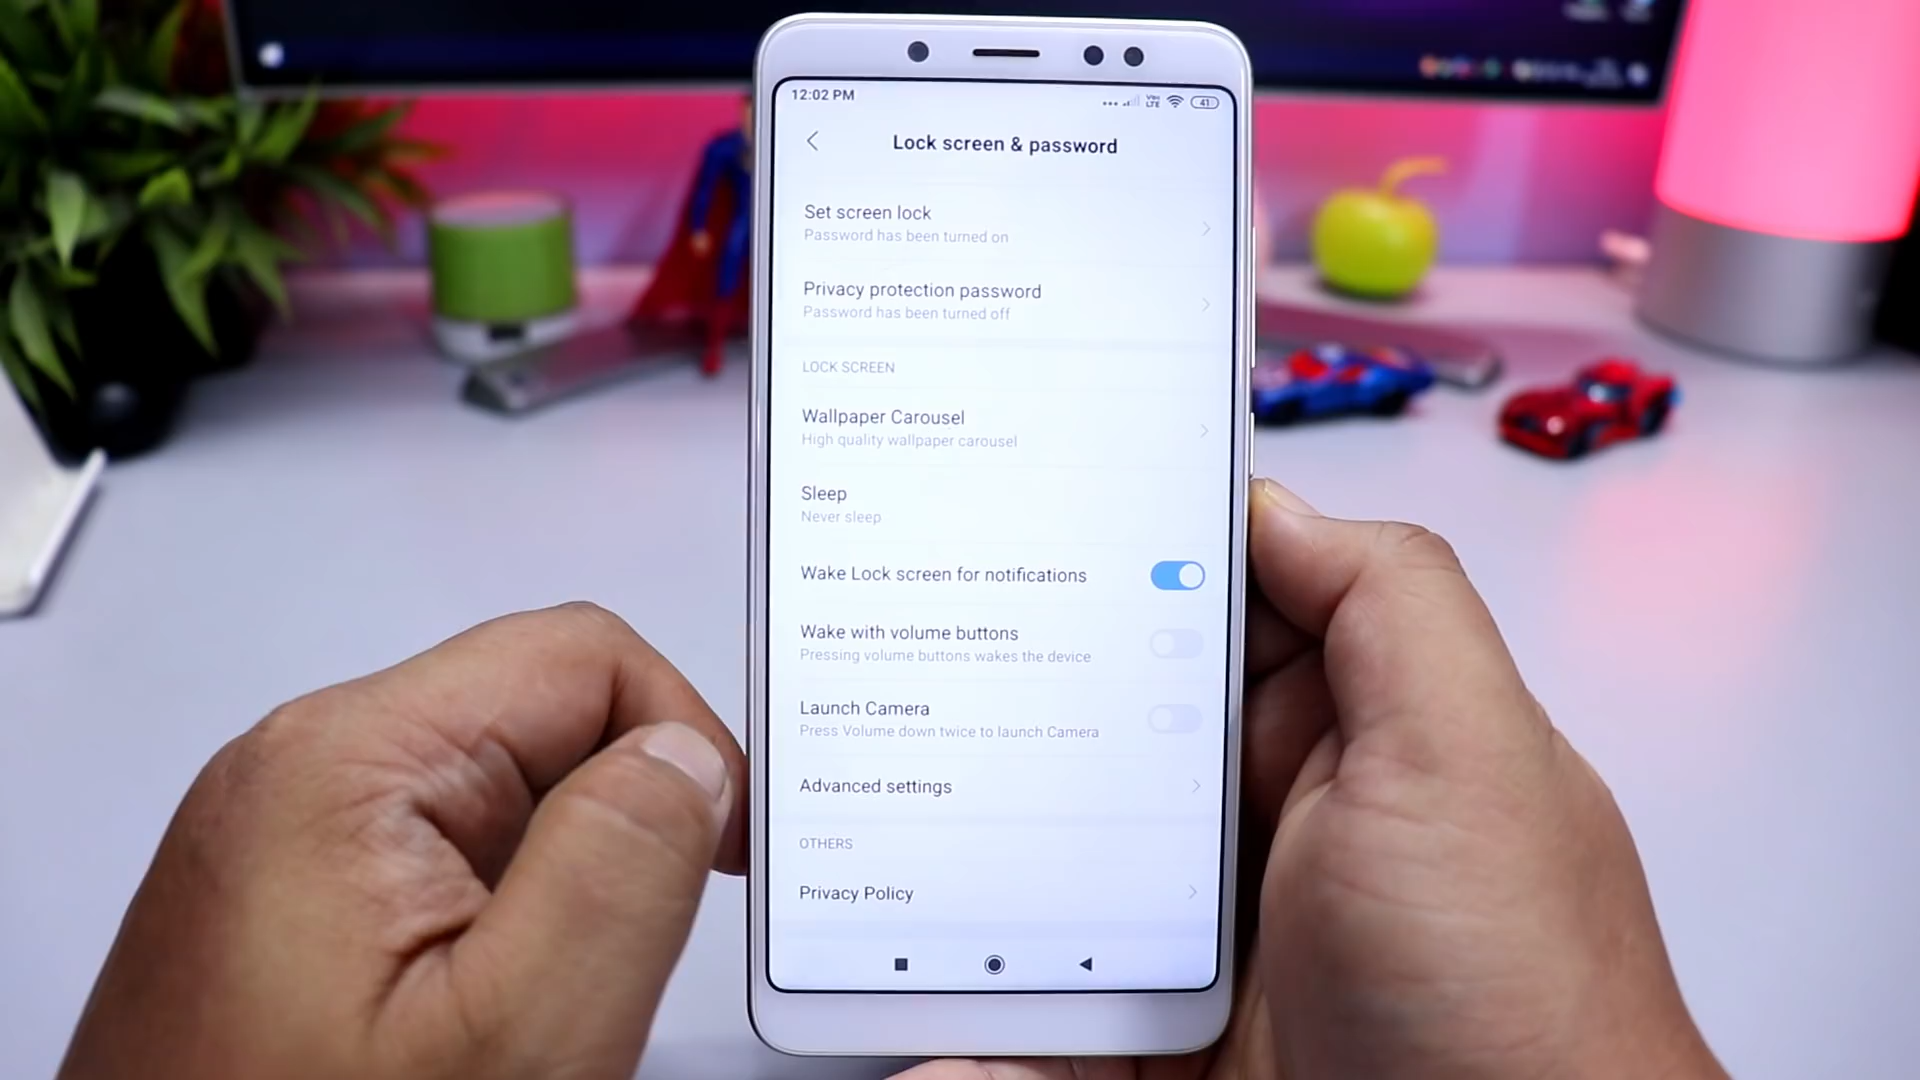 12:02 PM
Vo LTE
41
Lock screen & password
Set screen lock
Password has been turned on
Privacy protection password
Password has been turned off
LOCK SCREEN
Wallpaper Carousel
High quality wallpaper carousel
Sleep
Never sleep
Wake Lock screen for notifications
Wake with volume buttons
Pressing volume buttons wakes the device
Launch Camera
Press Volume down twice to launch Camera
Advanced settings
OTHERS
Privacy Policy